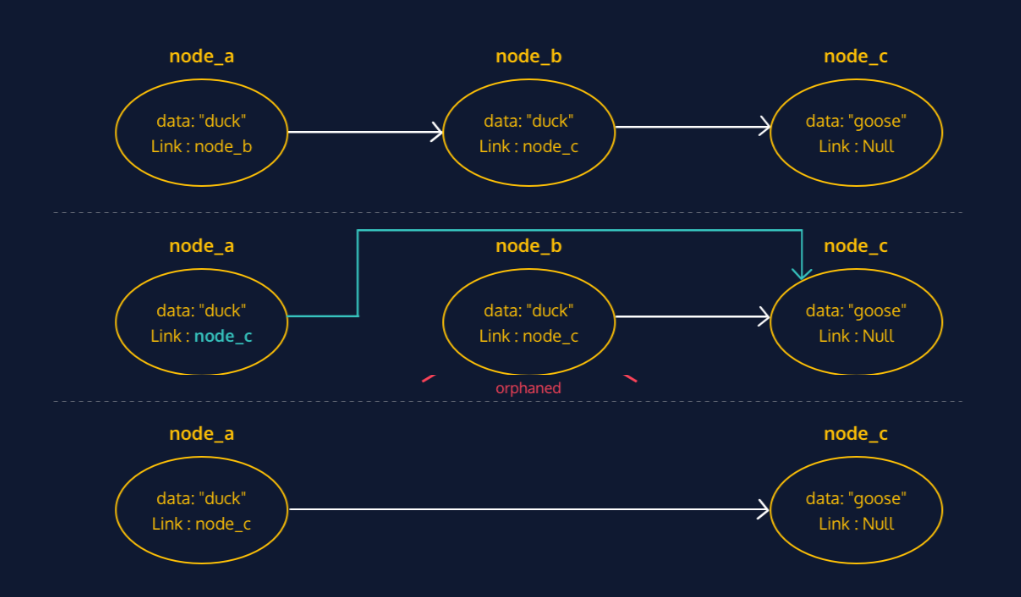 node_a node_b node_c
data: "duck" data: "duck" data: "goose"
Link : node_b Link : node_c Link : Null
node_a node_b node_c
data: "duck" data: "duck" data: "goose"
Link : node_c Link : node_c Link : Null
orphaned
node_a node_c
data: "duck" data: "goose"
Link : node_c Link : Null